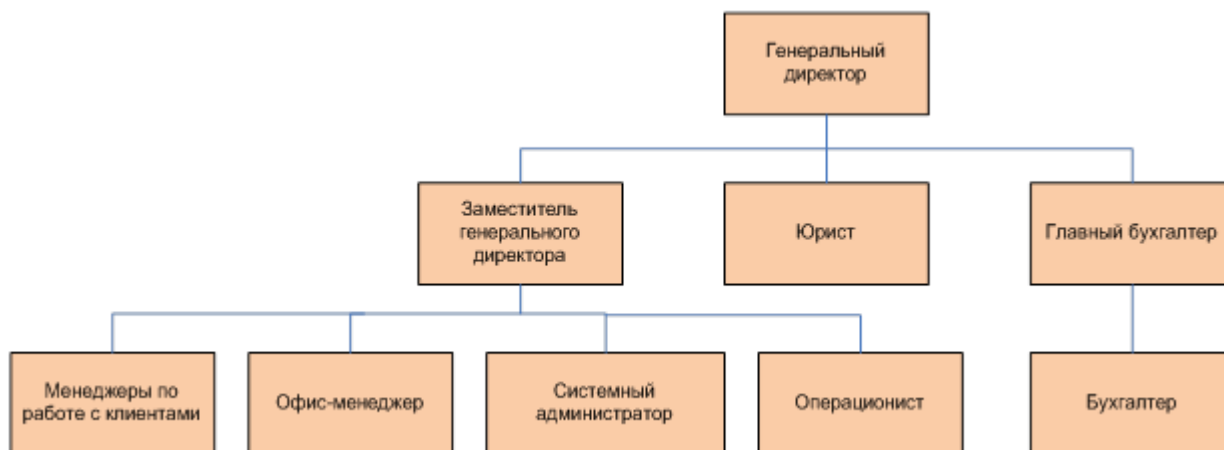 Генеральный
директор
Заместитель
генерального
директора
Юрист
Главный бухгалтер
Менеджеры по
работе с клиентами
Офис-менеджер
Системный
администратор
Операционист
Бухгалтер